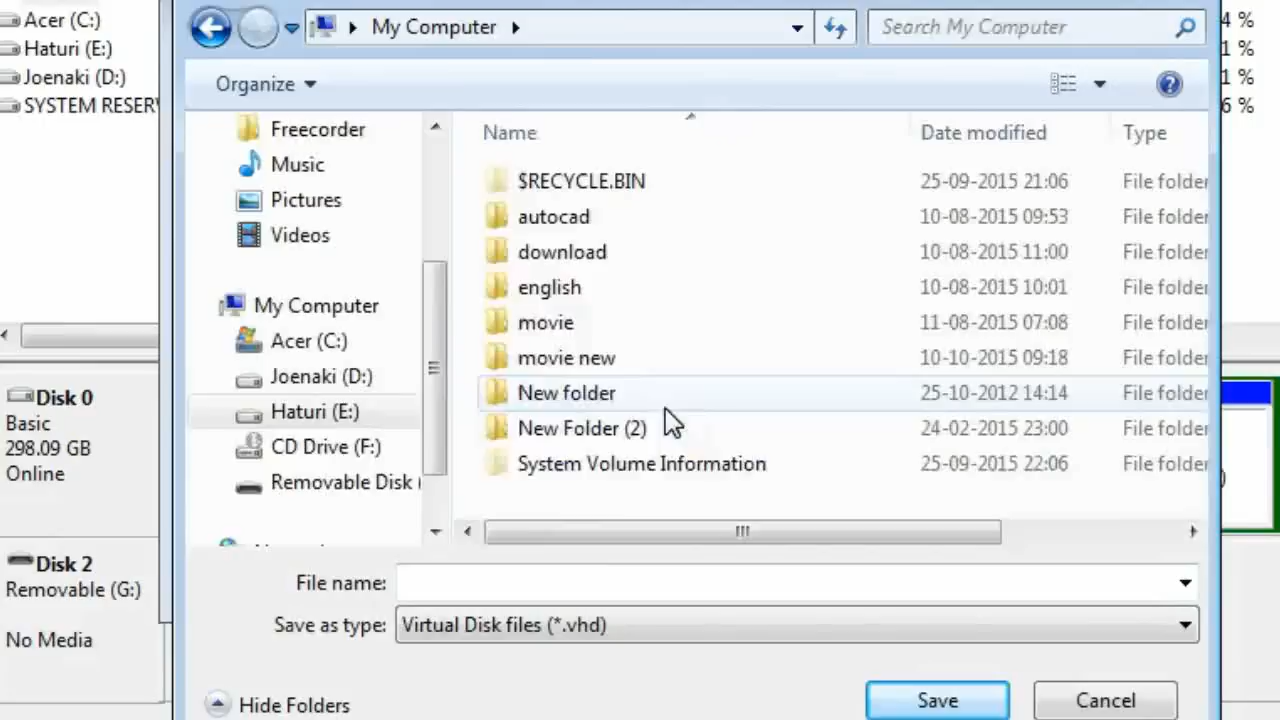 Acer (C:)
Haturi (E:)
Joenaki (D:)
SYSTEM RESERV
4 %
1 %
1 %
6 %
My Computer
Search My Computer
Organize
Freecorder
Music
Pictures
Videos
My Computer
Acer (C:)
Joenaki (D:)
Haturi (E:)
CD Drive (F:)
Removable Disk (
Name Date modified Type
$RECYCLE.BIN 25-09-2015 21:06 File folder
autocad 10-08-2015 09:53 File folder
download 10-08-2015 11:00 File folder
english 10-08-2015 10:01 File folder
movie 11-08-2015 07:08 File folder
movie new 10-10-2015 09:18 File folder
New folder 25-10-2012 14:14 File folder
New Folder (2) 24-02-2015 23:00 File folder
System Volume Information 25-09-2015 22:06 File folder
Disk 0
Basic
298.09 GB
Online
Disk 2
Removable (G:)
No Media
File name:
Save as type: Virtual Disk files (*.vhd)
Hide Folders
Save
Cancel